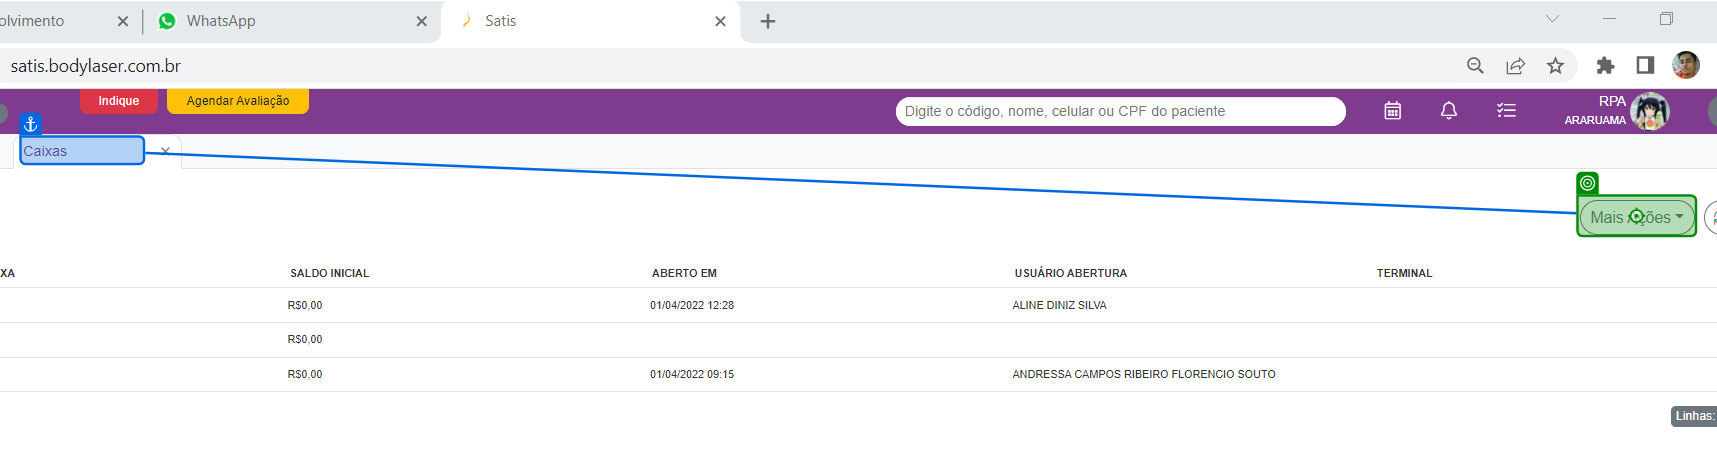 olvimento
WhatsApp
Satis
satis.bodylaser.com.br
Indique
Agendar Avaliação
Digite o código, nome, celular ou CPF do paciente
RPA
ARARUAMA
Caixas
Mais Ações
XA SALDO INICIAL ABERTO EM USUÁRIO ABERTURA TERMINAL
R$0,00 01/04/2022 12:28 ALINE DINIZ SILVA
R$0,00
R$0,00 01/04/2022 09:15 ANDRESSA CAMPOS RIBEIRO FLORENCIO SOUTO
Linhas: